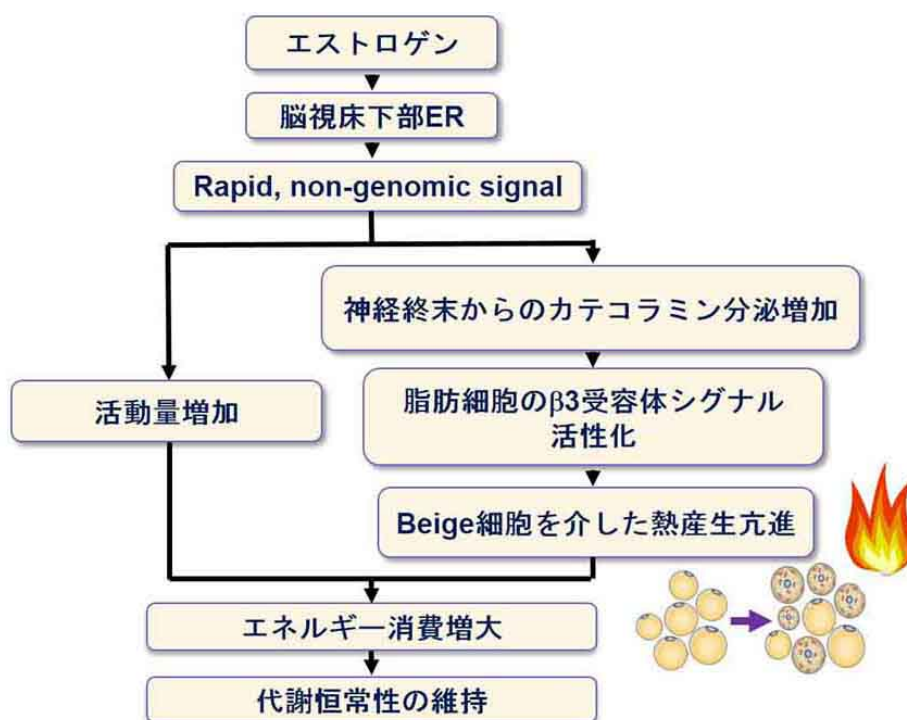 エストロゲン
脳視床下部ER
Rapid, non-genomic signal
神経終末からのカテコラミン分泌増加
活動量増加
脂肪細胞のβ3受容体シグナル
活性化
Beige細胞を介した熱産生亢進
エネルギー消費増大
代謝恒常性の維持